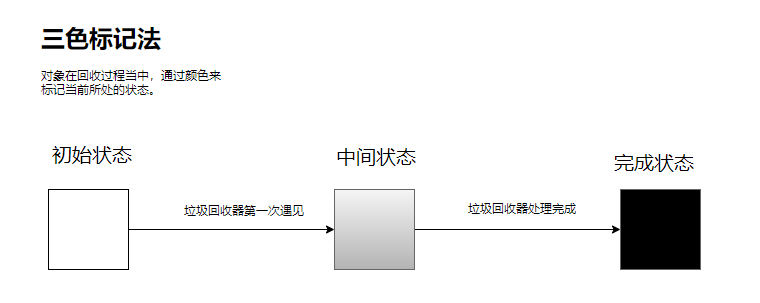 三色标记法
对象在回收过程当中，通过颜色来
标记当前所处的状态。
初始状态
中间状态
完成状态
垃圾回收器第一次遇见
垃圾回收器处理完成